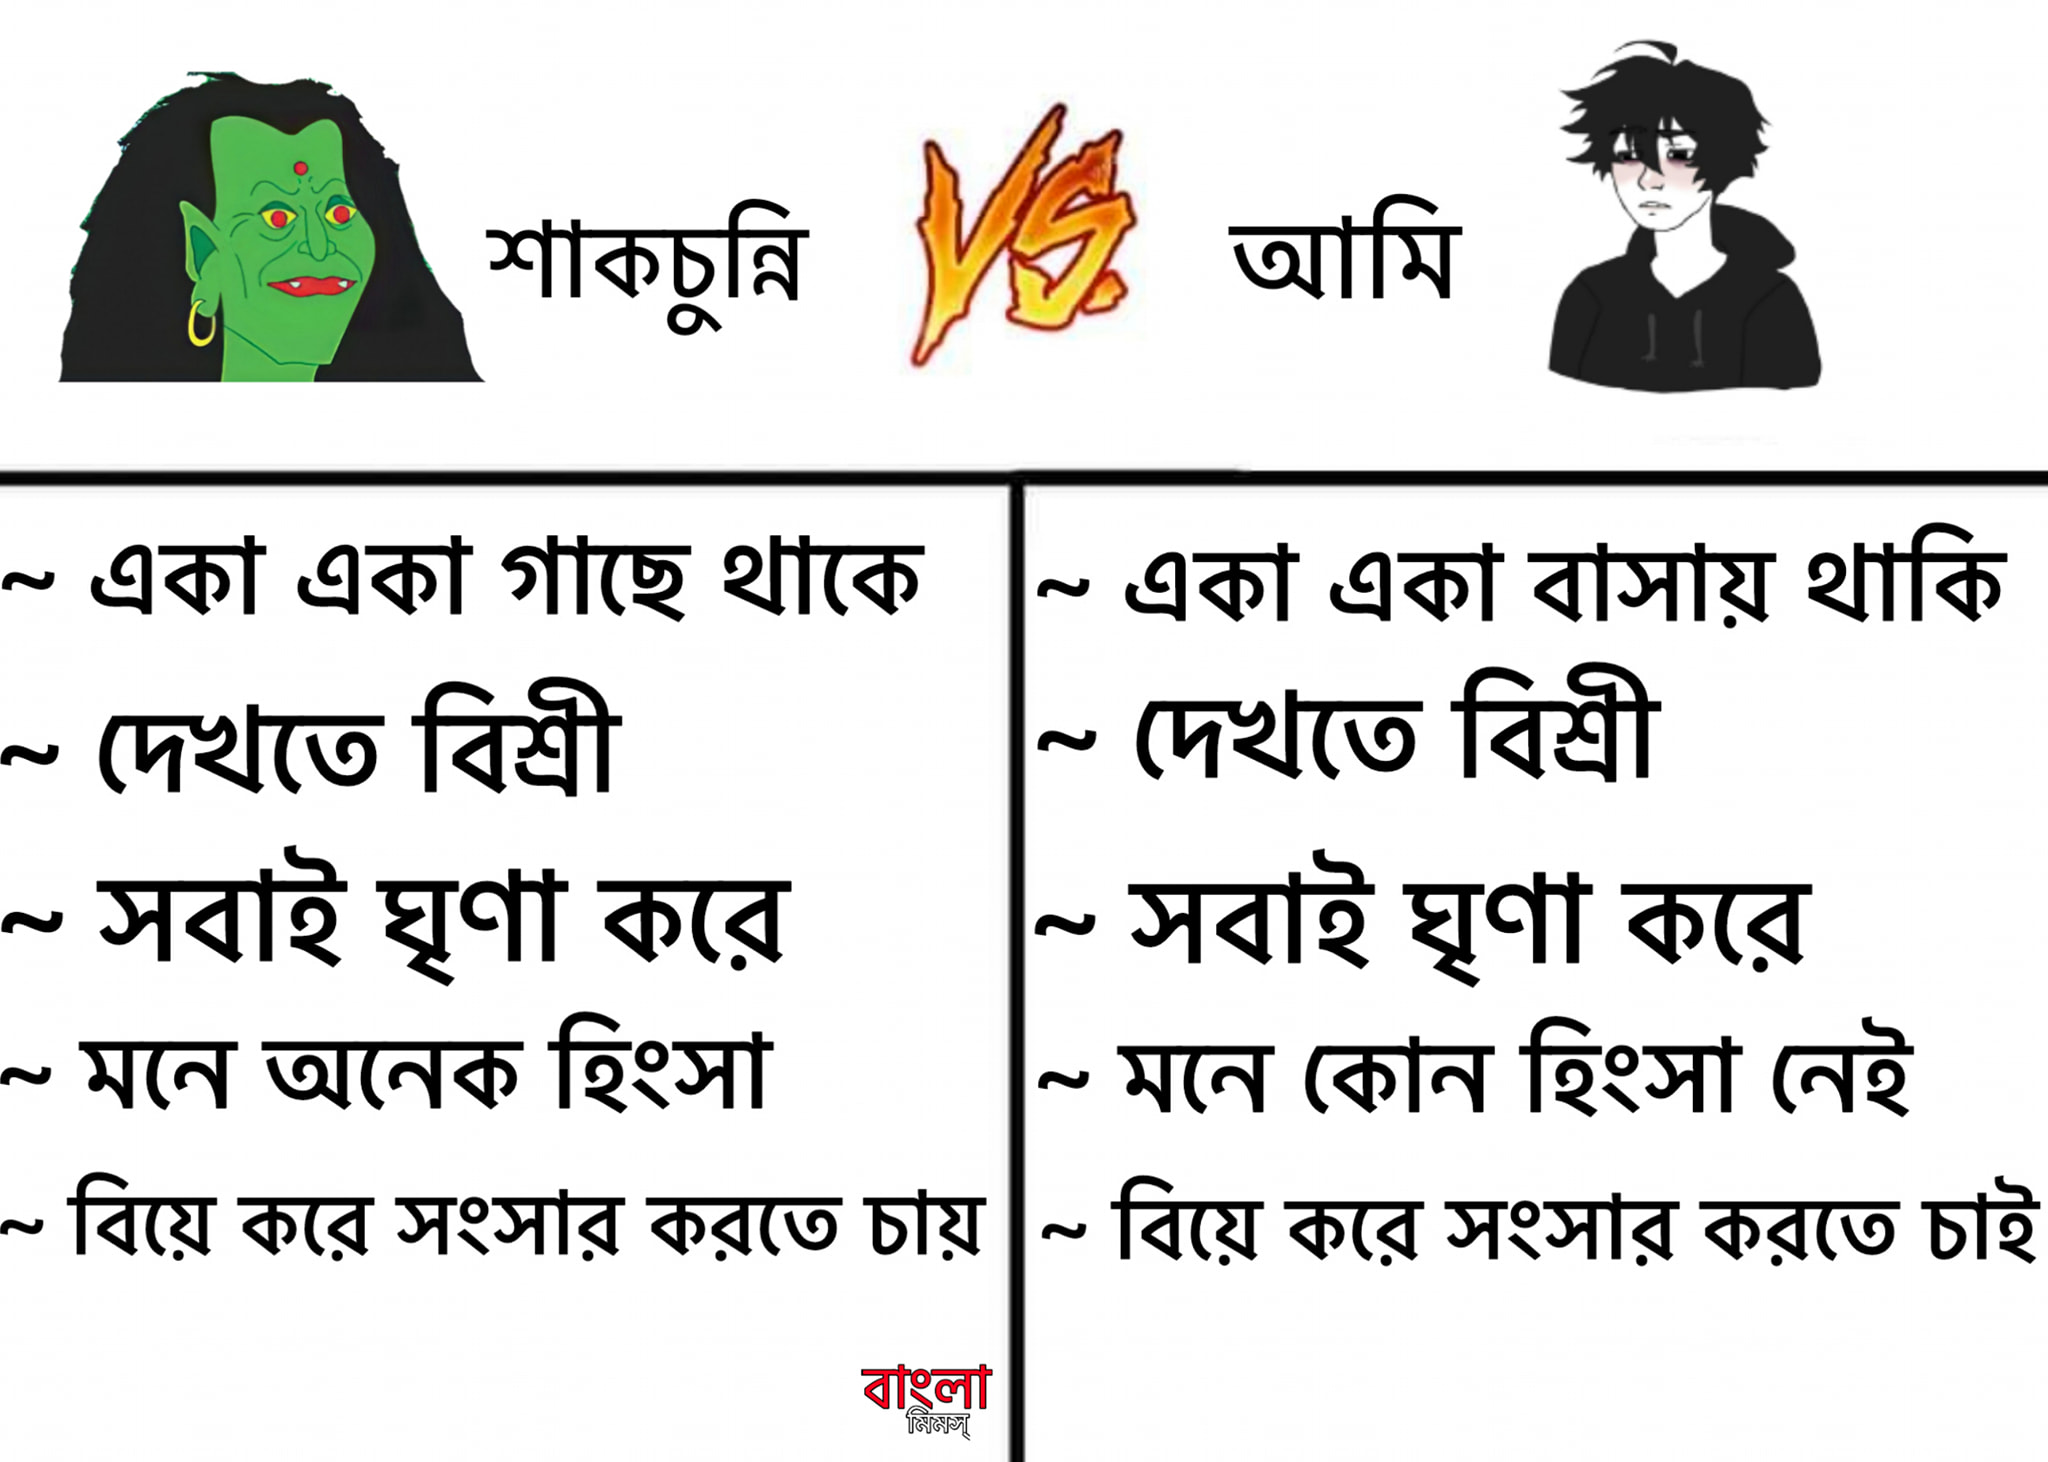 শাকচুন্নি VS. আমি
~ একা একা গাছে থাকে
~ দেখতে বিশ্রী
~ সবাই ঘৃণা করে
~ মনে অনেক হিংসা
~ বিয়ে করে সংসার করতে চায়
~ একা একা বাসায় থাকি
~ দেখতে বিশ্রী
~ সবাই ঘৃণা করে
~ মনে কোন হিংসা নেই
~ বিয়ে করে সংসার করতে চাই
বাংলা
মিমস্